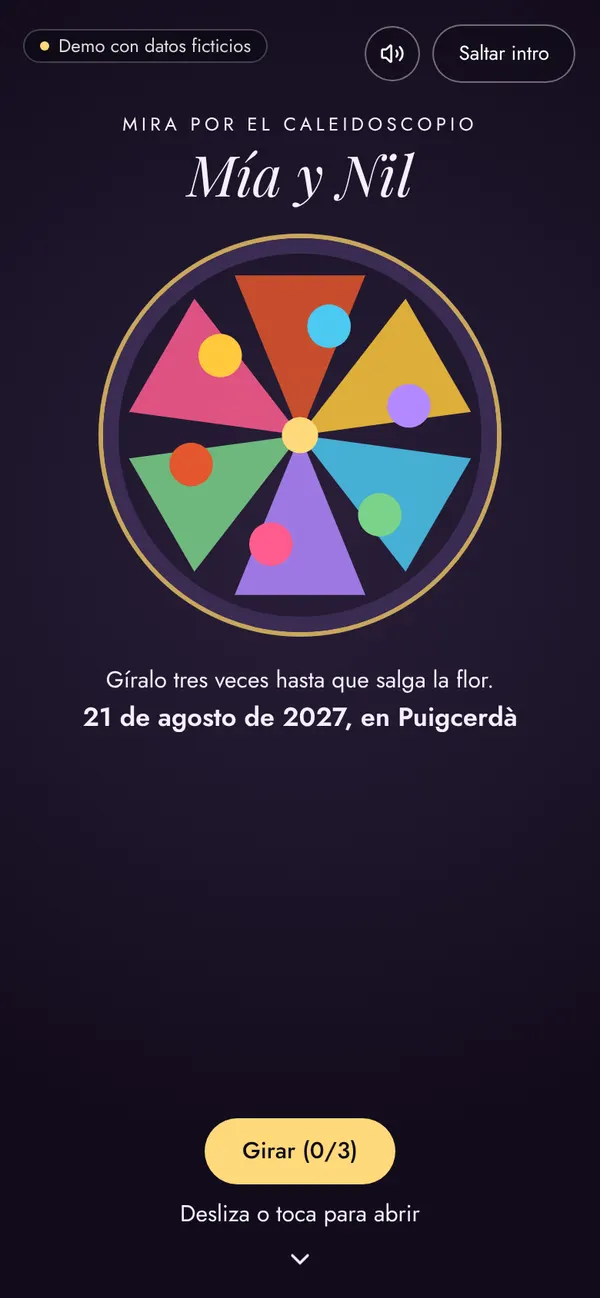 Demo con datos ficticios
Saltar intro
MIRA POR EL CALEIDOSCOPIO
Mía y Nil
Gíralo tres veces hasta que salga la flor.
21 de agosto de 2027, en Puigcerdà
Girar (0/3)
Desliza o toca para abrir